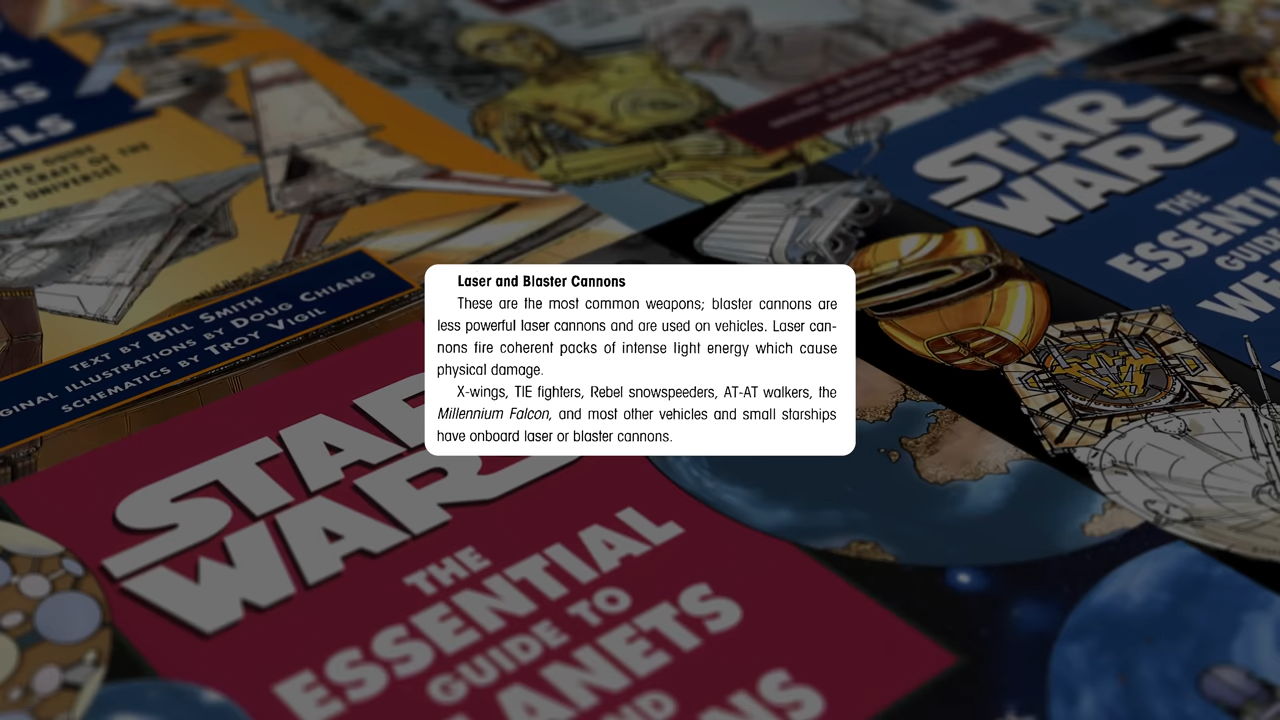 Laser and Blaster Cannons
These are the most common weapons; blaster cannons are
less powerful laser cannons and are used on vehicles. Laser can-
nons fire coherent packs of intense light energy which cause
physical damage.
X-wings, TIE fighters, Rebel snowspeeders, AT-AT walkers, the
Millennium Falcon, and most other vehicles and small starships
have onboard laser or blaster cannons.
TEXT BY BILL SMITH
ILLUSTRATIONS BY DOUG CHIANG
SCHEMATICS BY TROY VIGIL
STAR
WARS
THE
ESSENTIAL
GUIDE TO
STAR
WARS
THE
ESSENTIAL
GUIDE